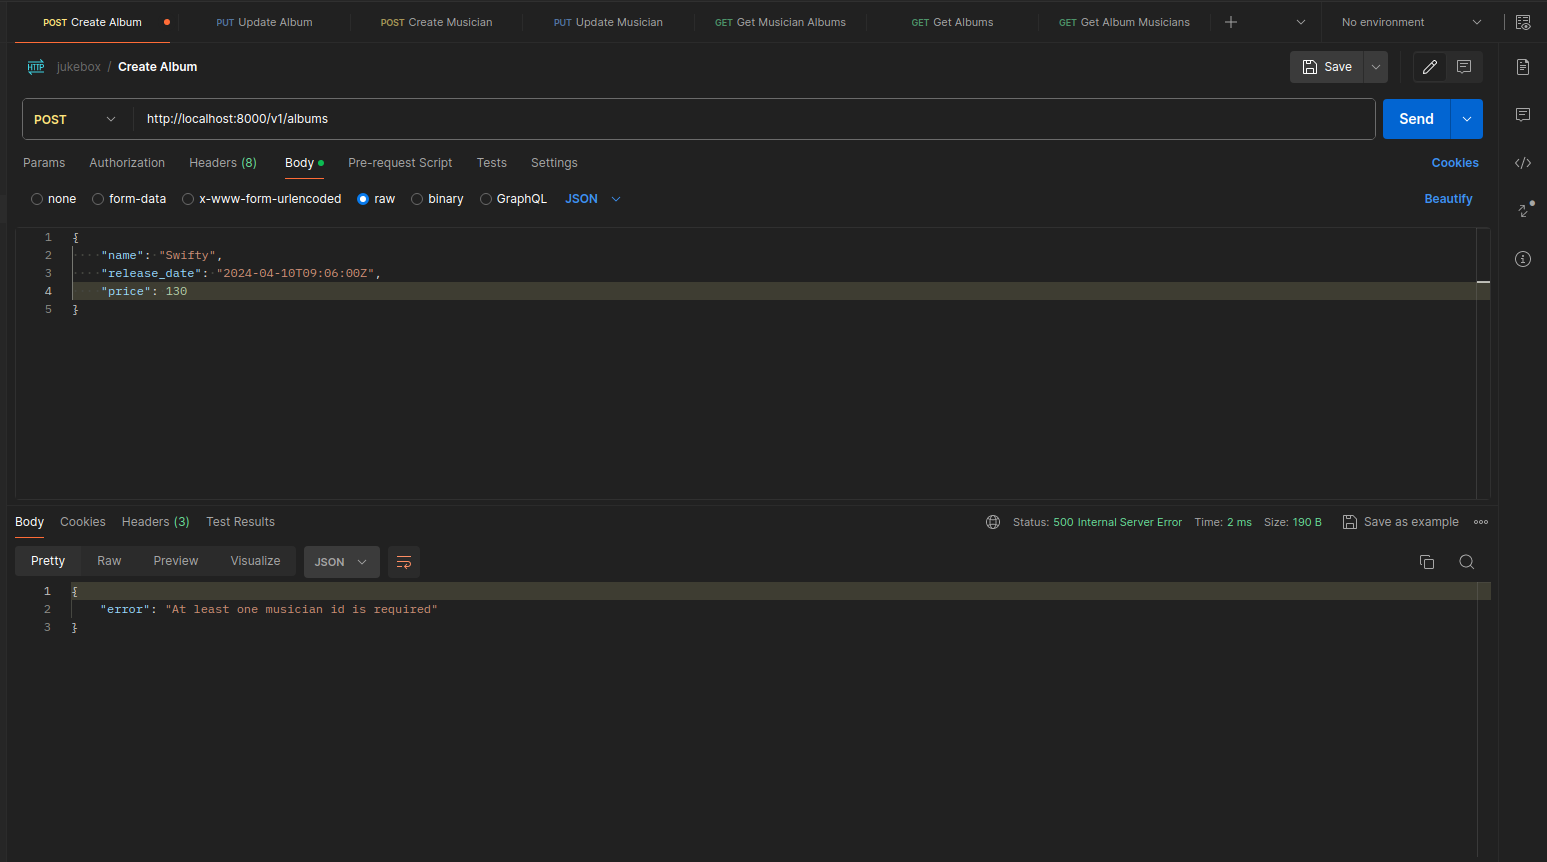 POST Create Album PUT Update Album POST Create Musician PUT Update Musician GET Get Musician Albums GET Get Albums GET Get Album Musicians No environment
HTTP jukebox / Create Album Save
POST http://localhost:8000/v1/albums Send
Params Authorization Headers (8) Body Pre-request Script Tests Settings Cookies
none form-data x-www-form-urlencoded raw binary GraphQL JSON Beautify
1 {
2 "name": "Swifty",
3 "release_date": "2024-04-10T09:06:00Z",
4 "price": 130
5 }
Body Cookies Headers (3) Test Results Status: 500 Internal Server Error Time: 2 ms Size: 190 B Save as example
Pretty Raw Preview Visualize JSON
1 {
2 "error": "At least one musician id is required"
3 }